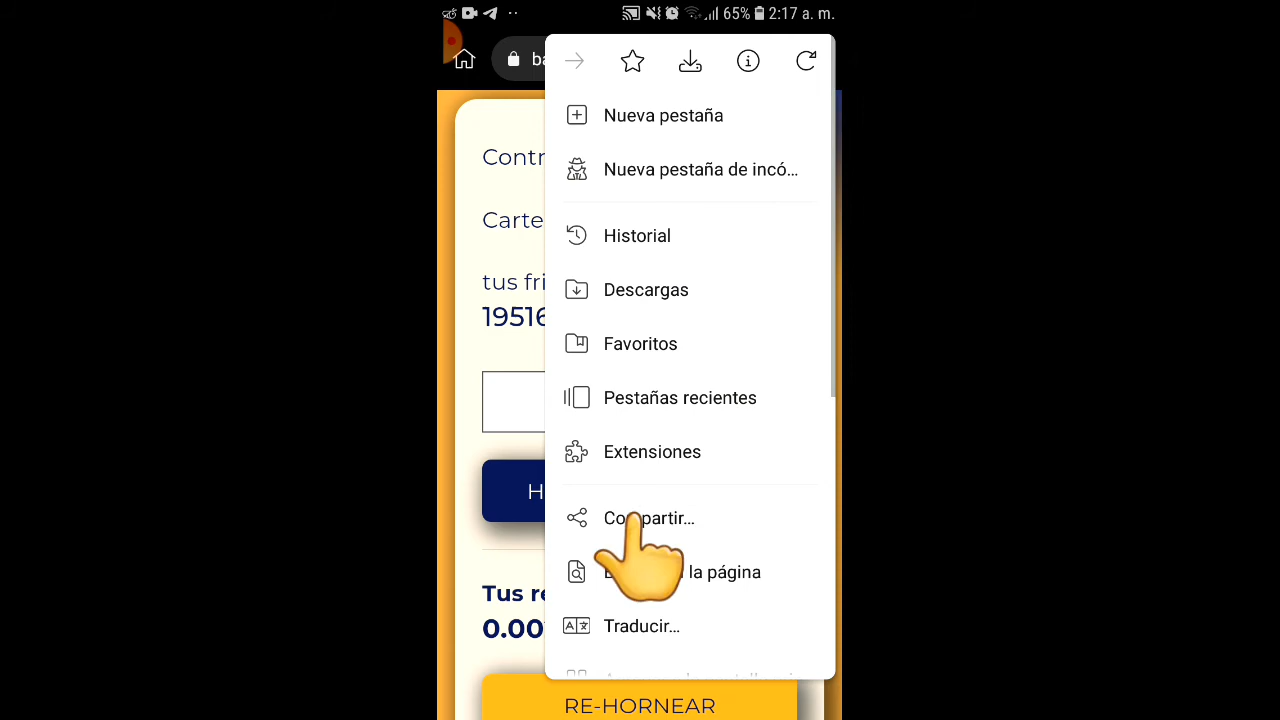 65% 2:17 a. m.
ba
Nueva pestaña
Nueva pestaña de incó...
Historial
Descargas
Favoritos
Pestañas recientes
Extensiones
Compartir...
la página
Traducir...
Contr
Carte
tus fri
19516
H
Tus re
0.00
RE-HORNEAR